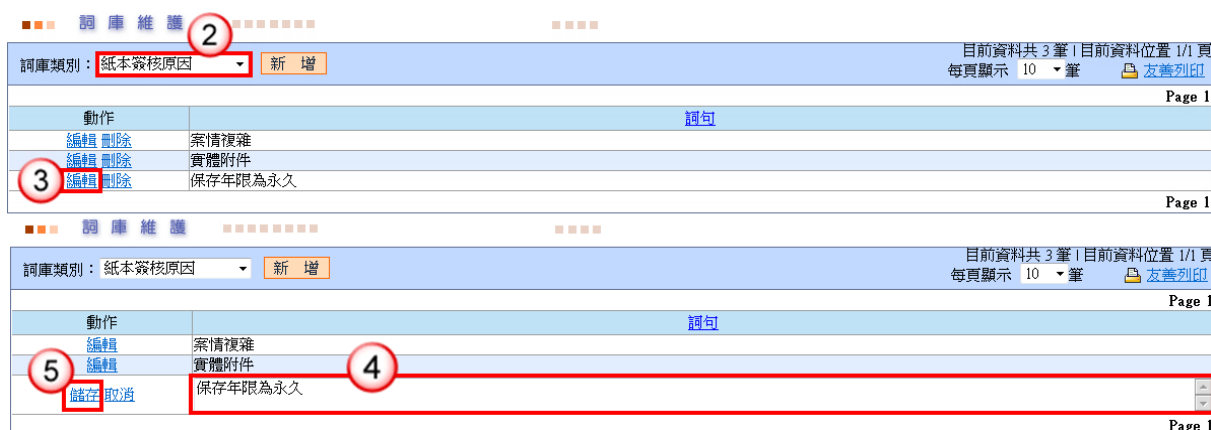 詞庫維護
2
目前資料共 3 筆 | 目前資料位置 1/1 頁
詞庫類別：紙本簽核原因 新 增
每頁顯示 10 筆 友善列印
Page 1
動作 詞句
編輯 刪除 案情複雜
編輯 刪除 實體附件
3 編輯 刪除 保存年限為永久
Page 1
詞庫維護
目前資料共 3 筆 | 目前資料位置 1/1 頁
詞庫類別：紙本簽核原因 新 增
每頁顯示 10 筆 友善列印
Page 1
動作 詞句
編輯 案情複雜
編輯 實體附件
5 4
儲存 取消 保存年限為永久
Page 1